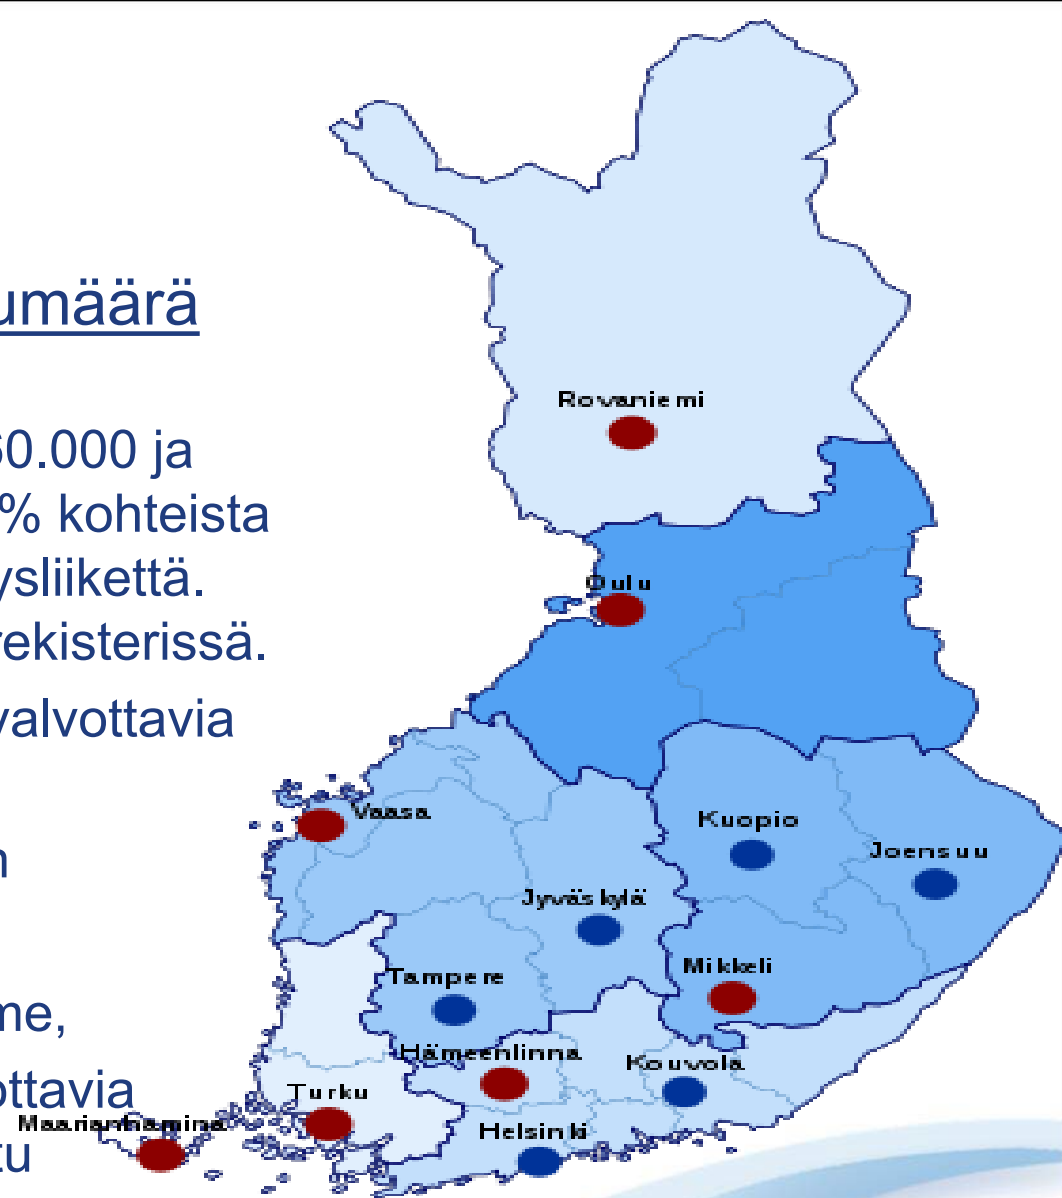 umäärä
60.000 ja
% kohteista
ysliikettä.
rekisterissä.
valvottavia
n
me,
ottavia
tu
Rovaniemi
Oulu
Vaasa
Kuopio
Joensuu
Jyväskylä
Tampere
Mikkeli
Hämeenlinna
Kouvola
Turku
Maarianhamina
Helsinki